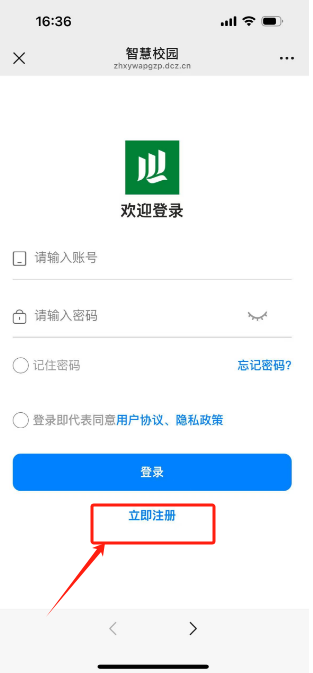 16:36
智慧校园
zhxywapgzp.dcz.cn
欢迎登录
请输入账号
请输入密码
记住密码 忘记密码?
登录即代表同意用户协议、隐私政策
登录
立即注册